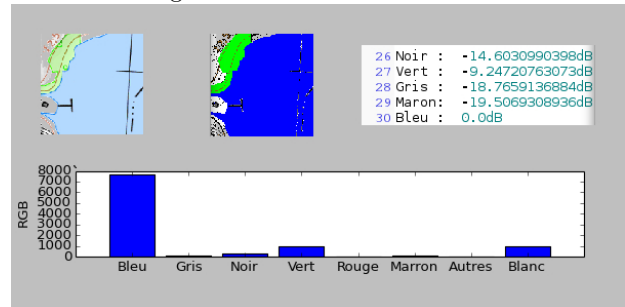 26 Noir : -14.6030990398dB
27 Vert : -9.24720763073dB
28 Gris : -18.7659136884dB
29 Maron: -19.5069308936dB
30 Bleu : 0.0dB
8000`
7000
6000
5000
4000
3000
2000
1000
0
RGB
Bleu Gris Noir Vert Rouge Marron Autres Blanc